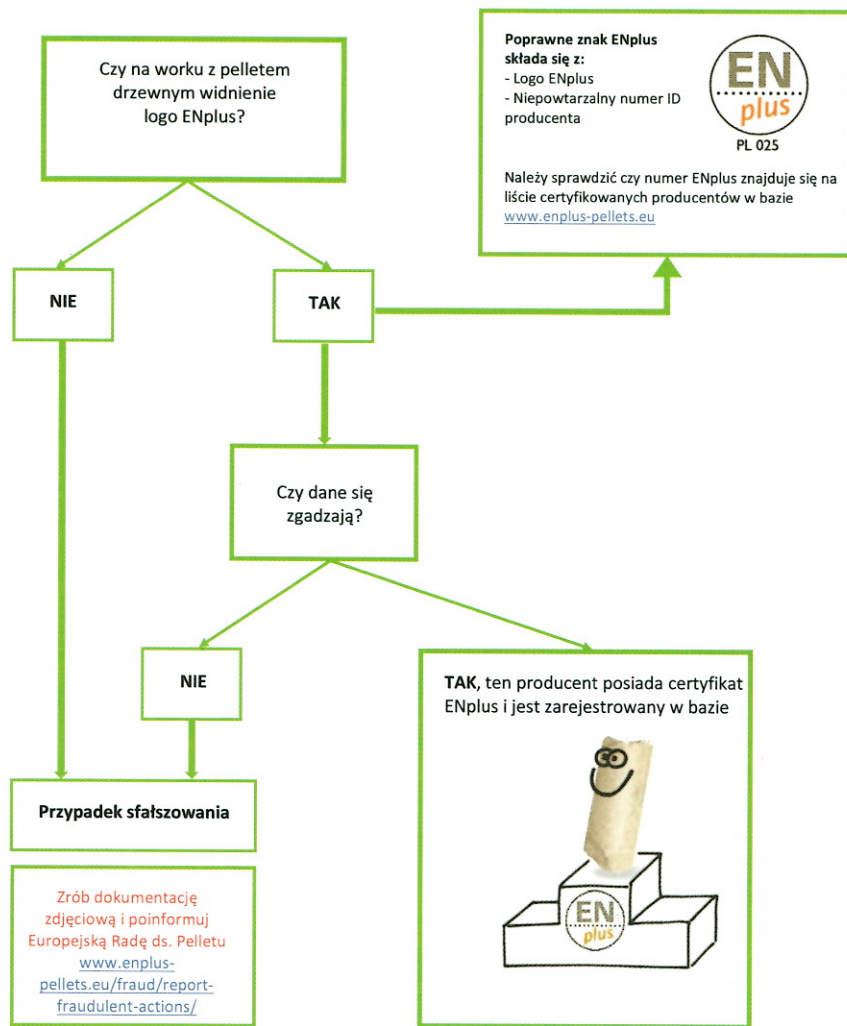 Czy na worku z pelletem
drzewnym widnienie
logo ENplus?
Poprawne znak ENplus
składa się z:
- Logo ENplus
- Niepowtarzalny numer ID
producenta
EN
plus
PL 025
Należy sprawdzić czy numer ENplus znajduje się na
liście certyfikowanych producentów w bazie
www.enplus-pellets.eu
NIE
TAK
Czy dane się
zgadzają?
NIE
TAK, ten producent posiada certyfikat
ENplus i jest zarejestrowany w bazie
EN
plus
Przypadek sfałszowania
Zrób dokumentację
zdjęciową i poinformuj
Europejską Radę ds. Pelletu
www.enplus-
pellets.eu/fraud/report-
fraudulent-actions/